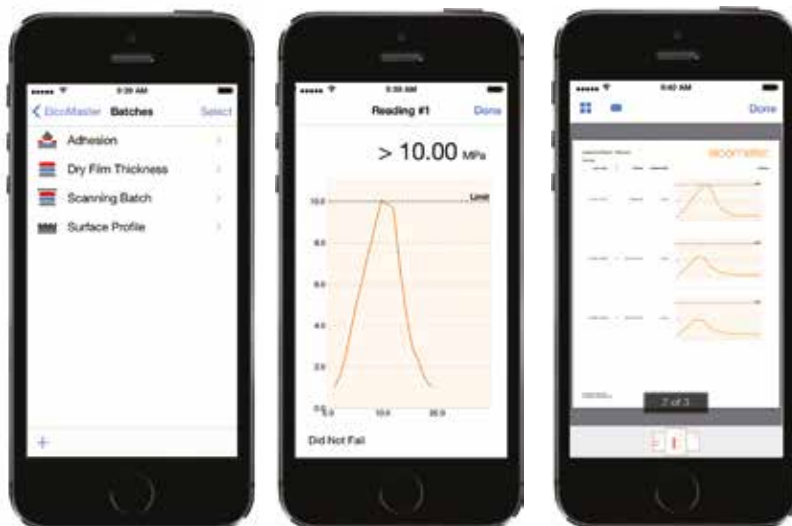 9:39 AM
ElcoMaster Batches Select
Adhesion
Dry Film Thickness
Scanning Batch
Surface Profile
+
9:39 AM
Reading #1 Done
> 10.00 MPa
Limit
10.0
8.0
6.0
4.0
2.0
0.0
0.0 10.0 20.0
Did Not Fail
9:40 AM
Done
elcometer
2 of 3